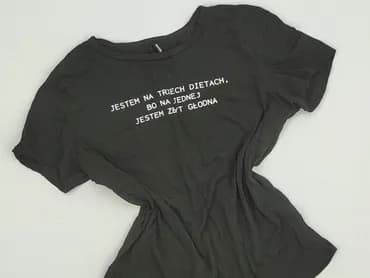 JESTEM NA TRZECH DIETACH,
BO NA JEDNEJ
JESTEM ZBYT GŁODNA